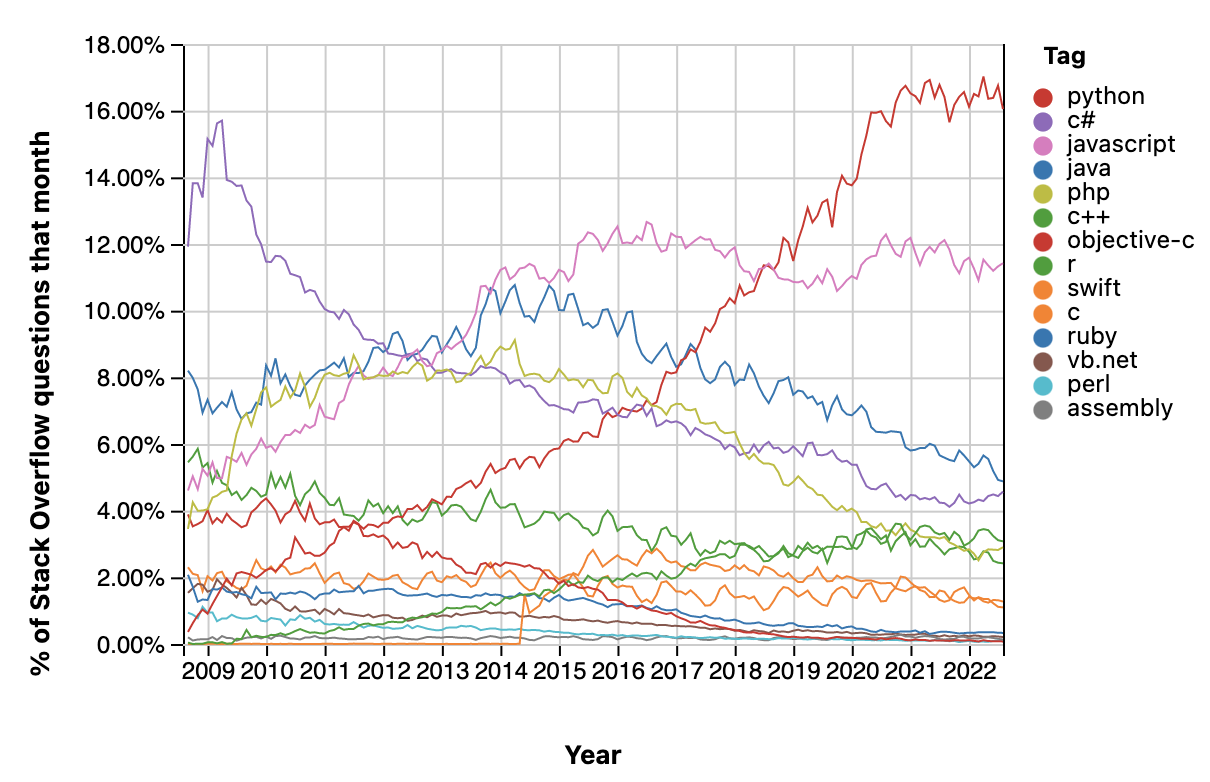 18.00%
16.00%
14.00%
12.00%
10.00%
8.00%
6.00%
4.00%
2.00%
0.00%
% of Stack Overflow questions that month
2009 2010 2011 2012 2013 2014 2015 2016 2017 2018 2019 2020 2021 2022
Year
Tag
python
c#
javascript
java
php
c++
objective-c
r
swift
c
ruby
vb.net
perl
assembly